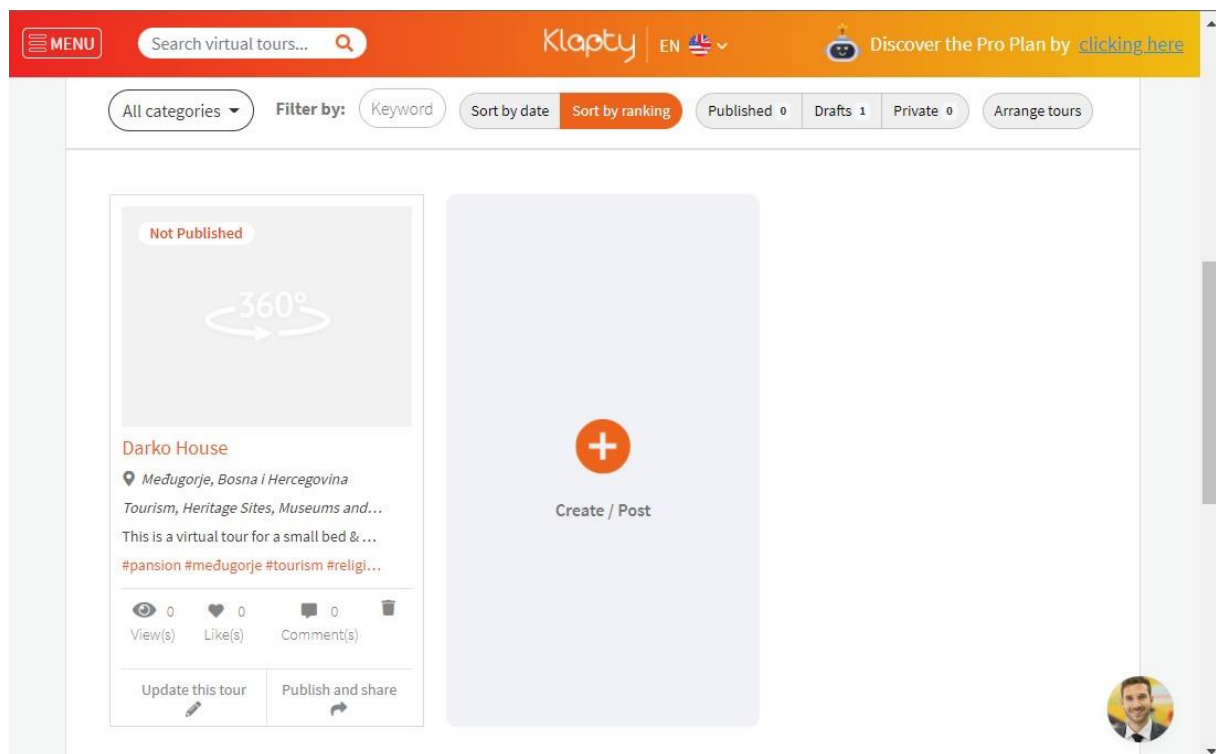 MENU
Search virtual tours...
Klapty
EN
Discover the Pro Plan by clicking here
All categories
Filter by:
Keyword
Sort by date
Sort by ranking
Published 0
Drafts 1
Private 0
Arrange tours
Not Published
360°
Darko House
Međugorje, Bosna i Hercegovina
Tourism, Heritage Sites, Museums and...
This is a virtual tour for a small bed & ...
#pansion #međugorje #tourism #religi...
0
0
0
View(s)
Like(s)
Comment(s)
Update this tour
Publish and share
Create / Post